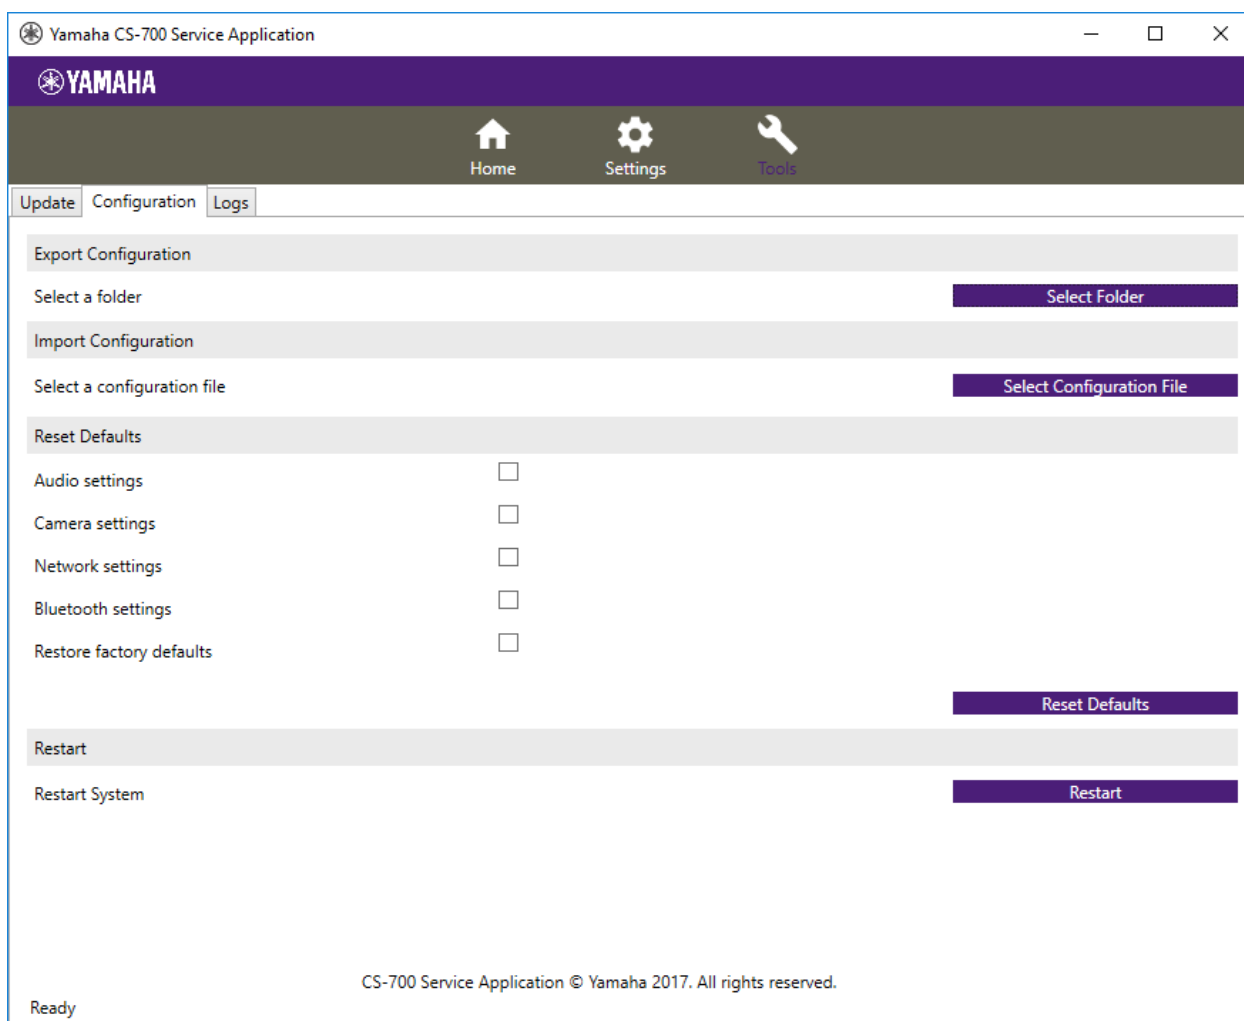 Yamaha CS-700 Service Application
YAMAHA
Home Settings Tools
Update Configuration Logs
Export Configuration
Select a folder Select Folder
Import Configuration
Select a configuration file Select Configuration File
Reset Defaults
Audio settings
Camera settings
Network settings
Bluetooth settings
Restore factory defaults
Reset Defaults
Restart
Restart System Restart
CS-700 Service Application © Yamaha 2017. All rights reserved.
Ready